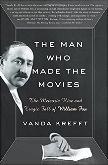 THE MAN
WHO MADE
THE MOVIES
The Meteoric Rise and
Tragic Fall of William Fox
VANDA KREFFT